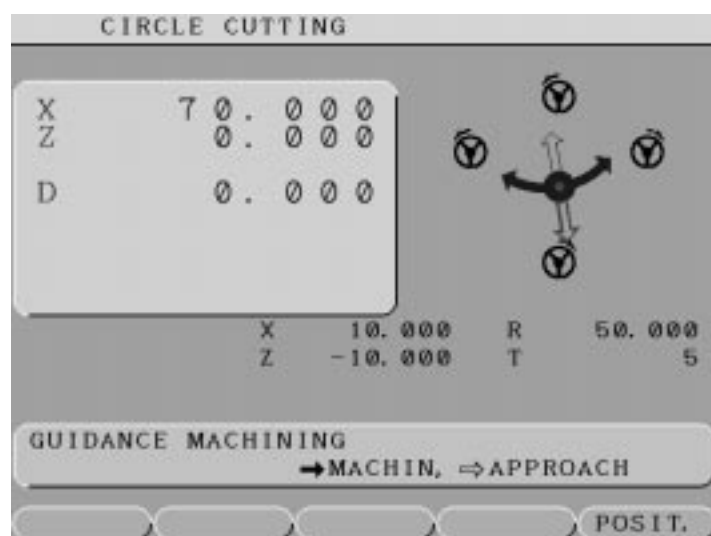 CIRCLE CUTTING
X 70.000
Z 0.000
D 0.000
X 10.000 R 50.000
Z -10.000 T 5
GUIDANCE MACHINING
➡MACHIN, ⇨APPROACH
POSIT.